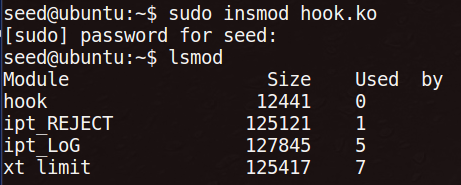 seed@ubuntu:~$ sudo insmod hook.ko
[sudo] password for seed:
seed@ubuntu:~$ lsmod
Module Size Used by
hook 12441 0
ipt_REJECT 125121 1
ipt_LoG 127845 5
xt limit 125417 7